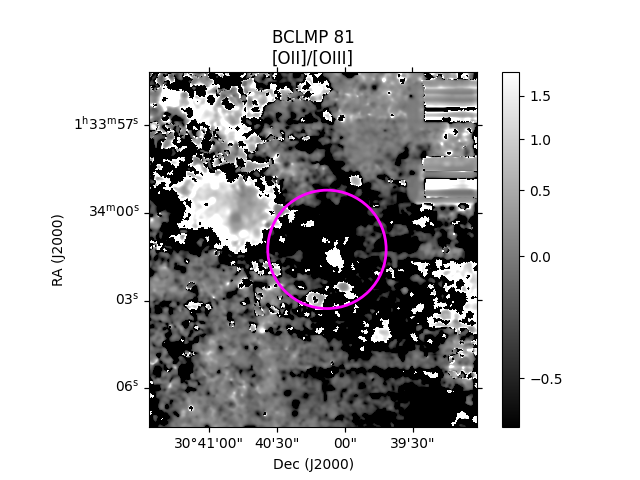 BCLMP 81
[OII]/[OIII]
1ʰ33ᵐ57ˢ
34ᵐ00ˢ
03ˢ
06ˢ
RA (J2000)
30°41'00" 40'30" 00" 39'30"
Dec (J2000)
1.5
1.0
0.5
0.0
−0.5